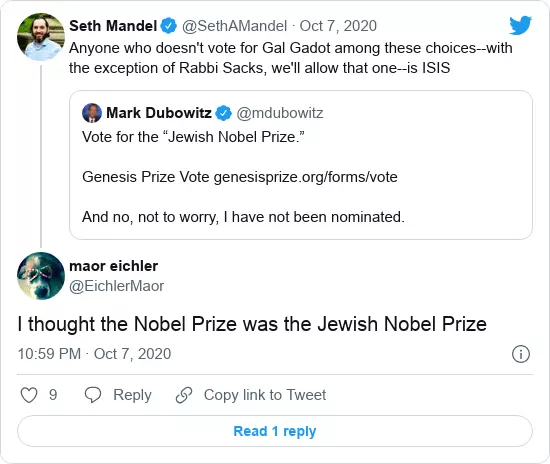 Seth Mandel @SethAMandel · Oct 7, 2020
Anyone who doesn't vote for Gal Gadot among these choices--with
the exception of Rabbi Sacks, we'll allow that one--is ISIS
Mark Dubowitz @mdubowitz
Vote for the “Jewish Nobel Prize.”
Genesis Prize Vote genesisprize.org/forms/vote
And no, not to worry, I have not been nominated.
maor eichler
@EichlerMaor
I thought the Nobel Prize was the Jewish Nobel Prize
10:59 PM · Oct 7, 2020
9 Reply Copy link to Tweet
Read 1 reply